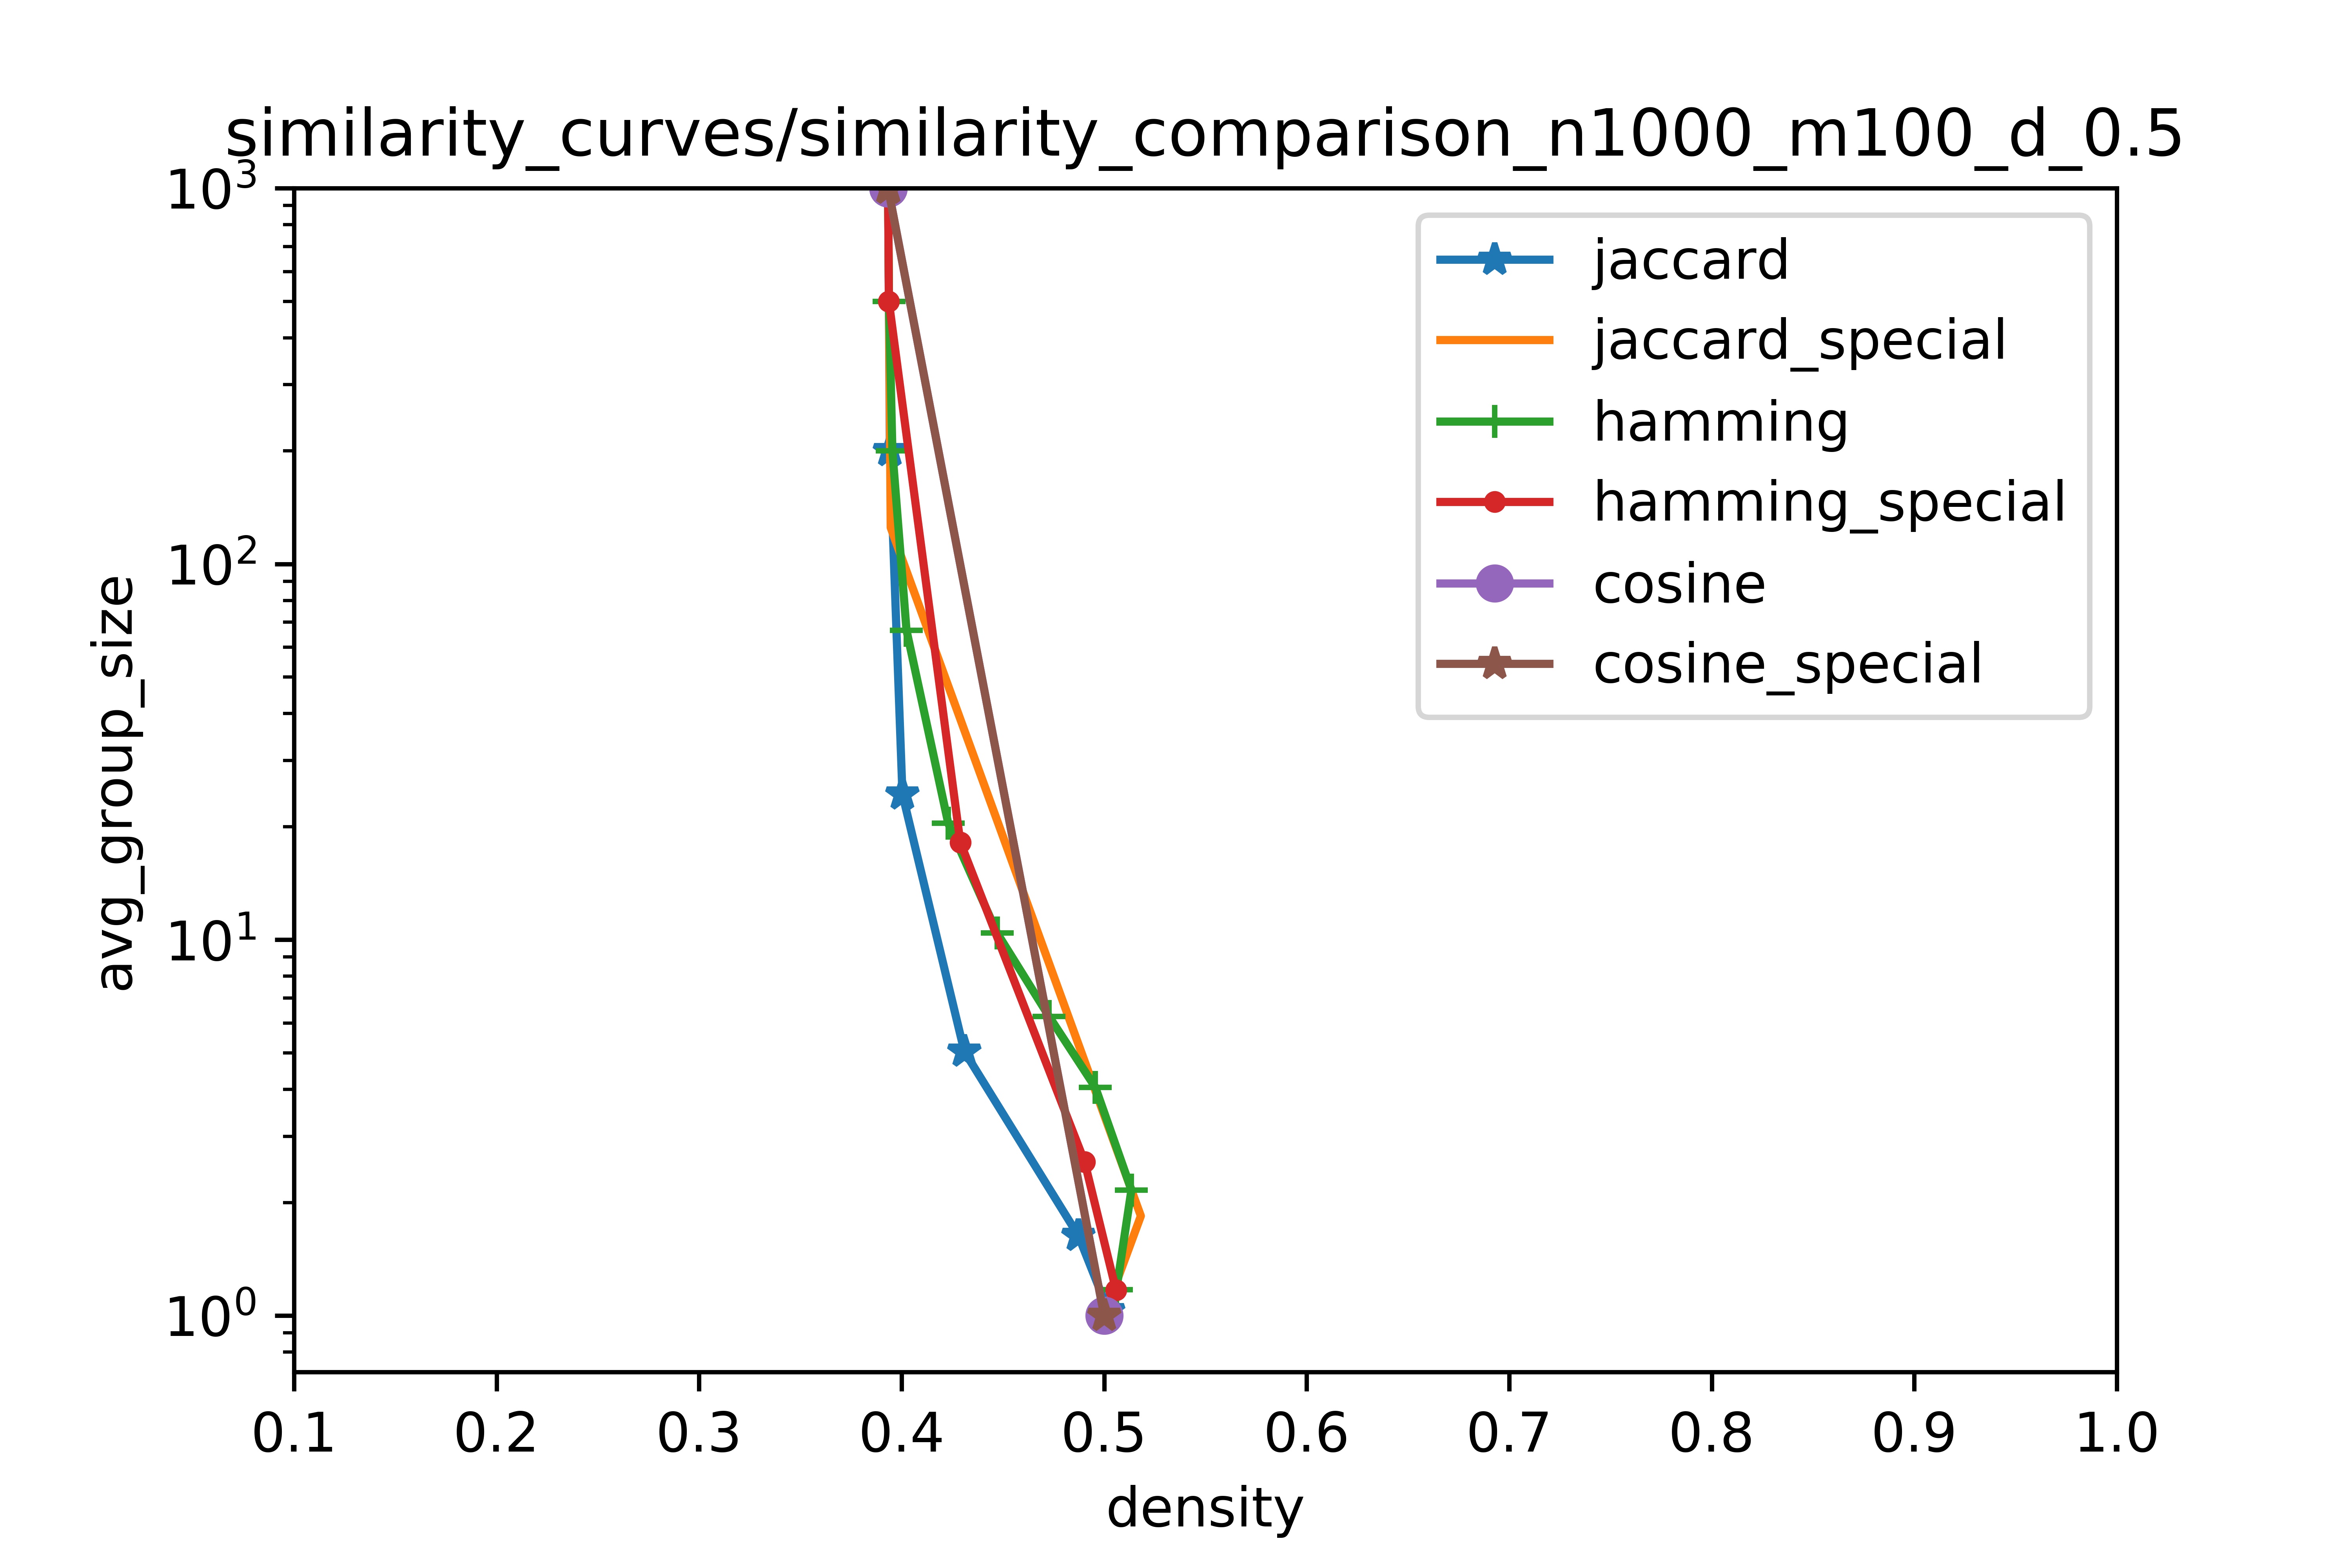 similarity_curves/similarity_comparison_n1000_m100_d_0.5
avg_group_size
10³
10²
10¹
10⁰
jaccard
jaccard_special
hamming
hamming_special
cosine
cosine_special
0.1 0.2 0.3 0.4 0.5 0.6 0.7 0.8 0.9 1.0
density